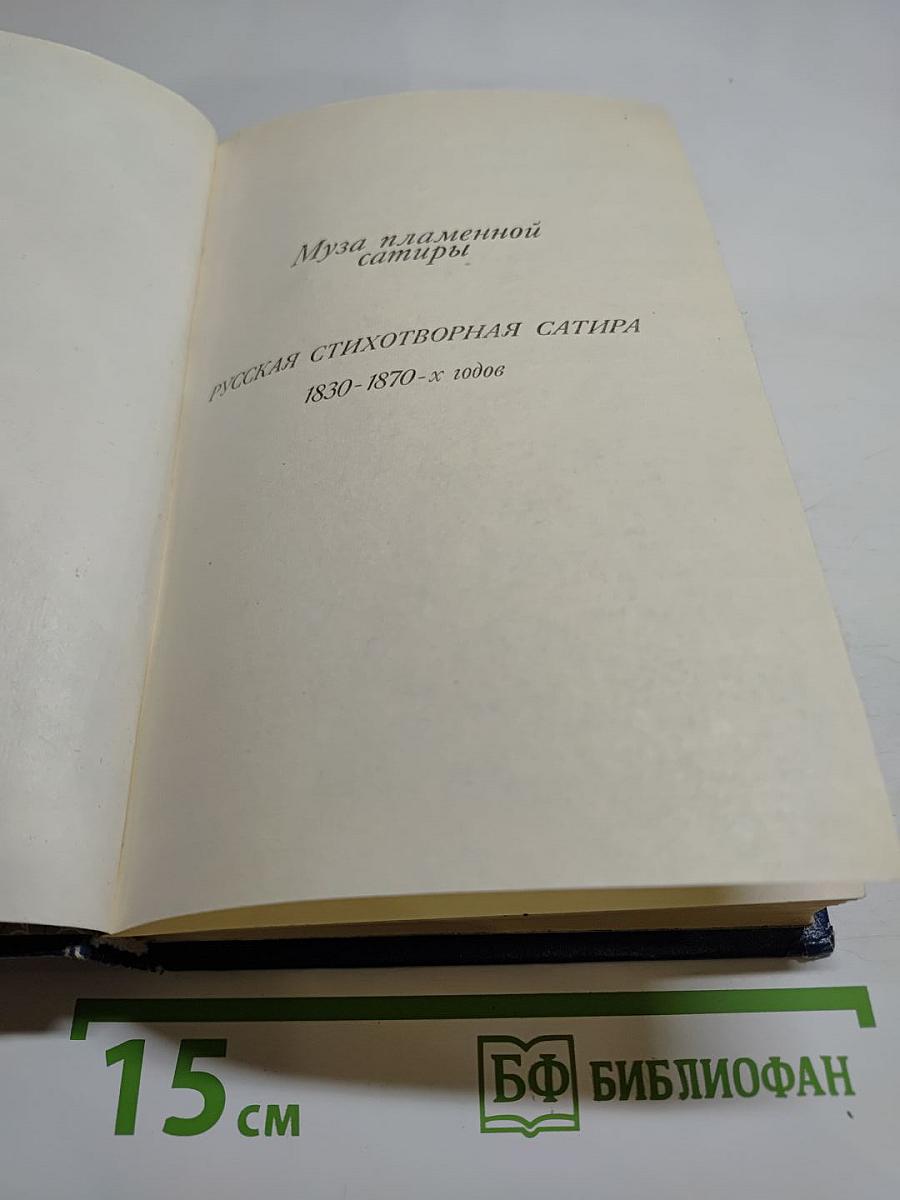 Муза пламенной
сатиры
РУССКАЯ СТИХОТВОРНАЯ САТИРА
1830-1870-х годов
15 см
БФ БИБЛИОФАН